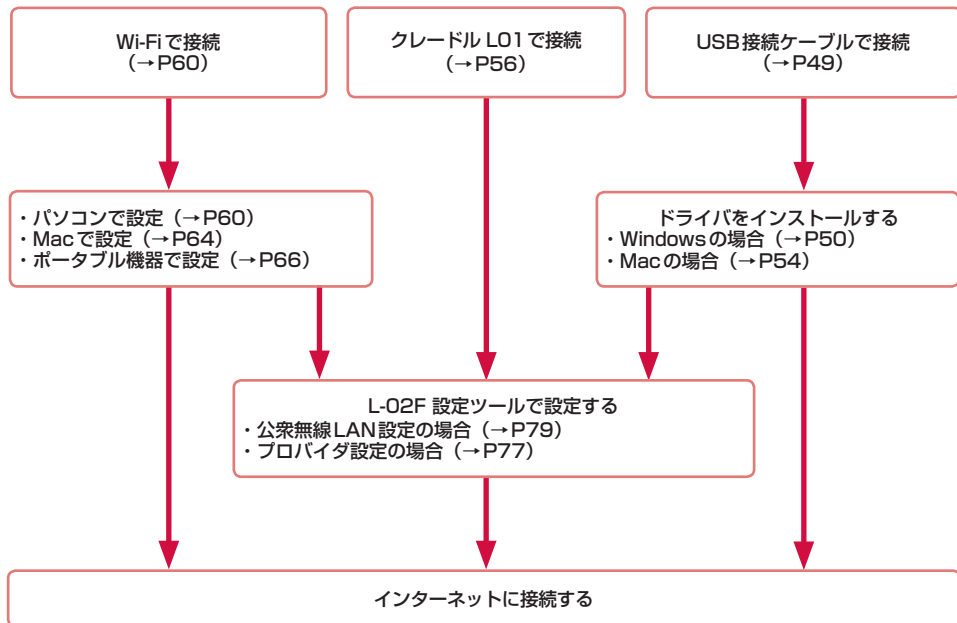 Wi-Fiで接続
(→P60)
クレードル L01で接続
(→P56)
USB接続ケーブルで接続
(→P49)
・パソコンで設定(→P60)
・Macで設定(→P64)
・ポータブル機器で設定(→P66)
ドライバをインストールする
・Windowsの場合(→P50)
・Macの場合(→P54)
L-02F 設定ツールで設定する
・公衆無線LAN設定の場合(→P79)
・プロバイダ設定の場合(→P77)
インターネットに接続する